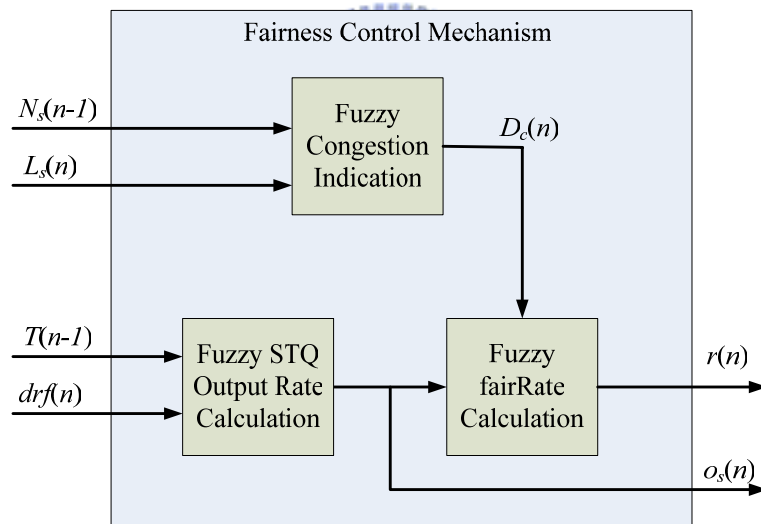 Fairness Control Mechanism
N_s(n-1)
L_s(n)
Fuzzy
Congestion
Indication
D_c(n)
T(n-1)
drf(n)
Fuzzy STQ
Output Rate
Calculation
Fuzzy
fairRate
Calculation
r(n)
o_s(n)